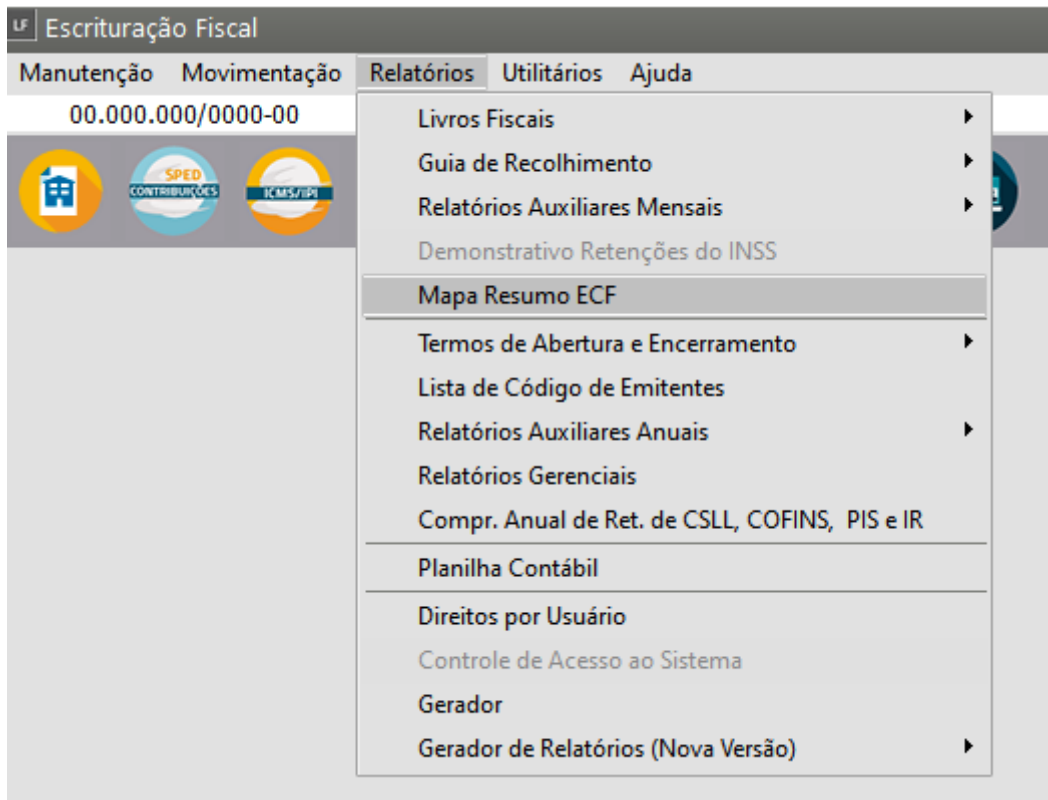 LF Escrituração Fiscal
Manutenção Movimentação Relatórios Utilitários Ajuda
00.000.000/0000-00
SPED
CONTRIBUIÇÕES
ICMS/IPI
Livros Fiscais
Guia de Recolhimento
Relatórios Auxiliares Mensais
Demonstrativo Retenções do INSS
Mapa Resumo ECF
Termos de Abertura e Encerramento
Lista de Código de Emitentes
Relatórios Auxiliares Anuais
Relatórios Gerenciais
Compr. Anual de Ret. de CSLL, COFINS, PIS e IR
Planilha Contábil
Direitos por Usuário
Controle de Acesso ao Sistema
Gerador
Gerador de Relatórios (Nova Versão)